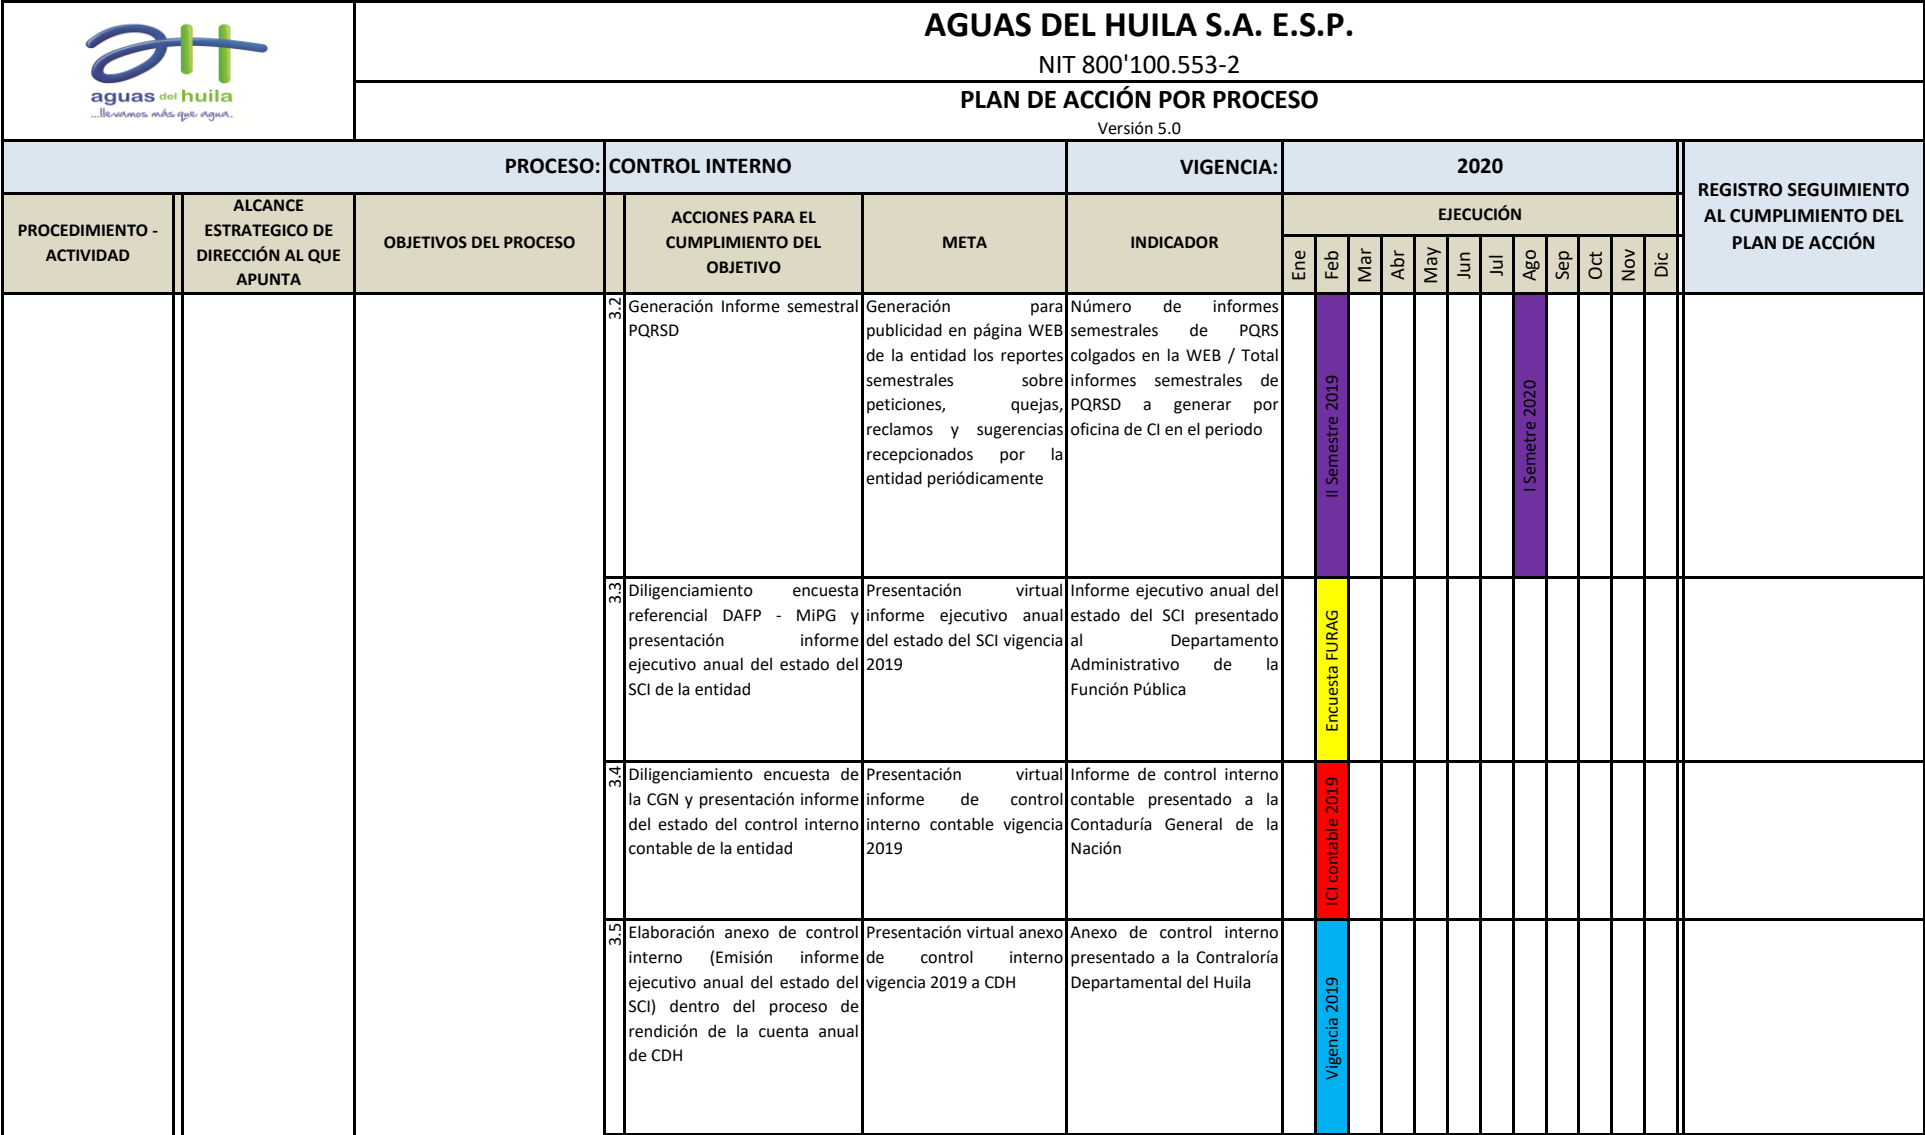 aguas del huila
...llevamos más que agua.
AGUAS DEL HUILA S.A. E.S.P.
NIT 800'100.553-2
PLAN DE ACCIÓN POR PROCESO
Versión 5.0
PROCESO: CONTROL INTERNO
VIGENCIA:
2020
REGISTRO SEGUIMIENTO
AL CUMPLIMIENTO DEL
PLAN DE ACCIÓN
PROCEDIMIENTO -
ACTIVIDAD
ALCANCE
ESTRATEGICO DE
DIRECCIÓN AL QUE
APUNTA
OBJETIVOS DEL PROCESO
ACCIONES PARA EL
CUMPLIMIENTO DEL
OBJETIVO
META
INDICADOR
EJECUCIÓN
Ene
Feb
Mar
Abr
May
Jun
Jul
Ago
Sep
Oct
Nov
Dic
3.2
Generación Informe semestral
PQRSD
Generación para
publicidad en página WEB
de la entidad los reportes
semestrales sobre
peticiones, quejas,
reclamos y sugerencias
recepcionados por la
entidad periódicamente
Número de informes
semestrales de PQRS
colgados en la WEB / Total
informes semestrales de
PQRSD a generar por
oficina de CI en el periodo
II Semestre 2019
I Semetre 2020
3.3
Diligenciamiento encuesta
referencial DAFP - MiPG y
presentación informe
ejecutivo anual del estado del
SCI de la entidad
Presentación virtual
informe ejecutivo anual
del estado del SCI vigencia
2019
Informe ejecutivo anual del
estado del SCI presentado
al Departamento
Administrativo de la
Función Pública
Encuesta FURAG
3.4
Diligenciamiento encuesta de
la CGN y presentación informe
del estado del control interno
contable de la entidad
Presentación virtual
informe de control
interno contable vigencia
2019
Informe de control interno
contable presentado a la
Contaduría General de la
Nación
ICI contable 2019
3.5
Elaboración anexo de control
interno (Emisión informe
ejecutivo anual del estado del
SCI) dentro del proceso de
rendición de la cuenta anual
de CDH
Presentación virtual anexo
de control interno
vigencia 2019 a CDH
Anexo de control interno
presentado a la Contraloría
Departamental del Huila
Vigencia 2019